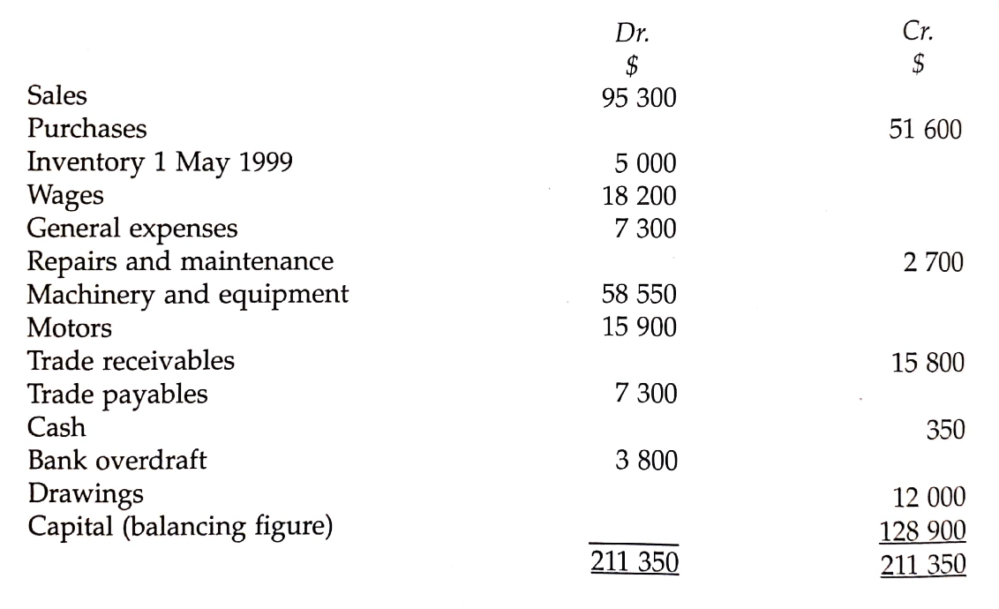 Dr. Cr.
$ $
Sales 95 300
Purchases 51 600
Inventory 1 May 1999 5 000
Wages 18 200
General expenses 7 300
Repairs and maintenance 2 700
Machinery and equipment 58 550
Motors 15 900
Trade receivables 15 800
Trade payables 7 300
Cash 350
Bank overdraft 3 800
Drawings 12 000
Capital (balancing figure) 128 900
211 350 211 350